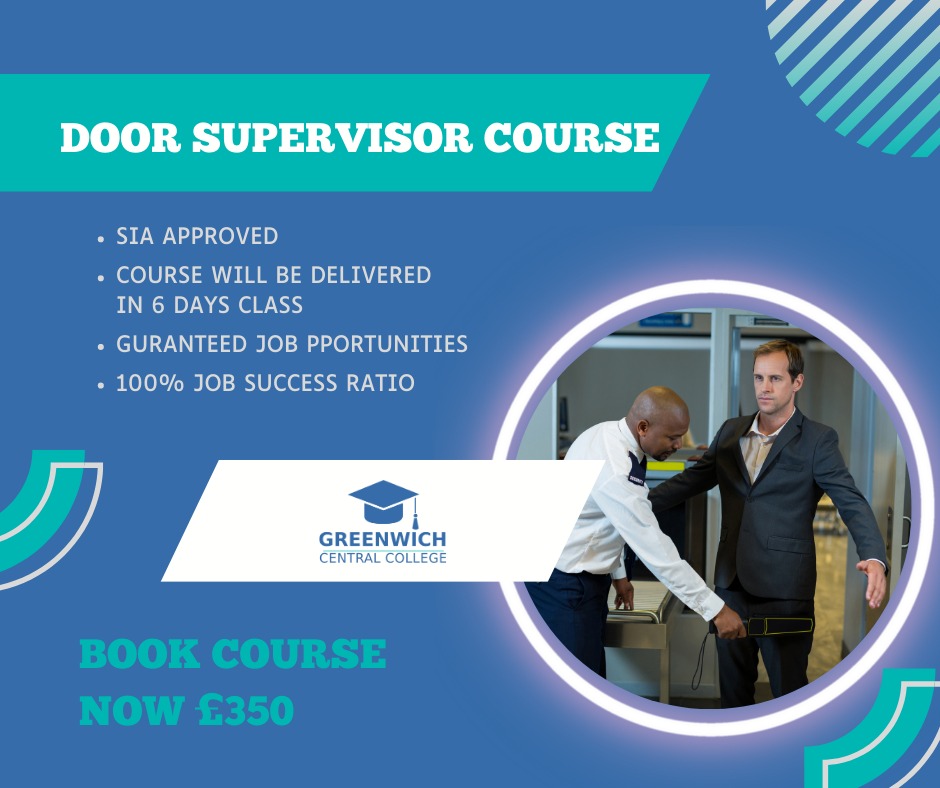 DOOR SUPERVISOR COURSE
SIA APPROVED
COURSE WILL BE DELIVERED
IN 6 DAYS CLASS
GURANTEED JOB PPORTUNITIES
100% JOB SUCCESS RATIO
GREENWICH
CENTRAL COLLEGE
BOOK COURSE
NOW £350